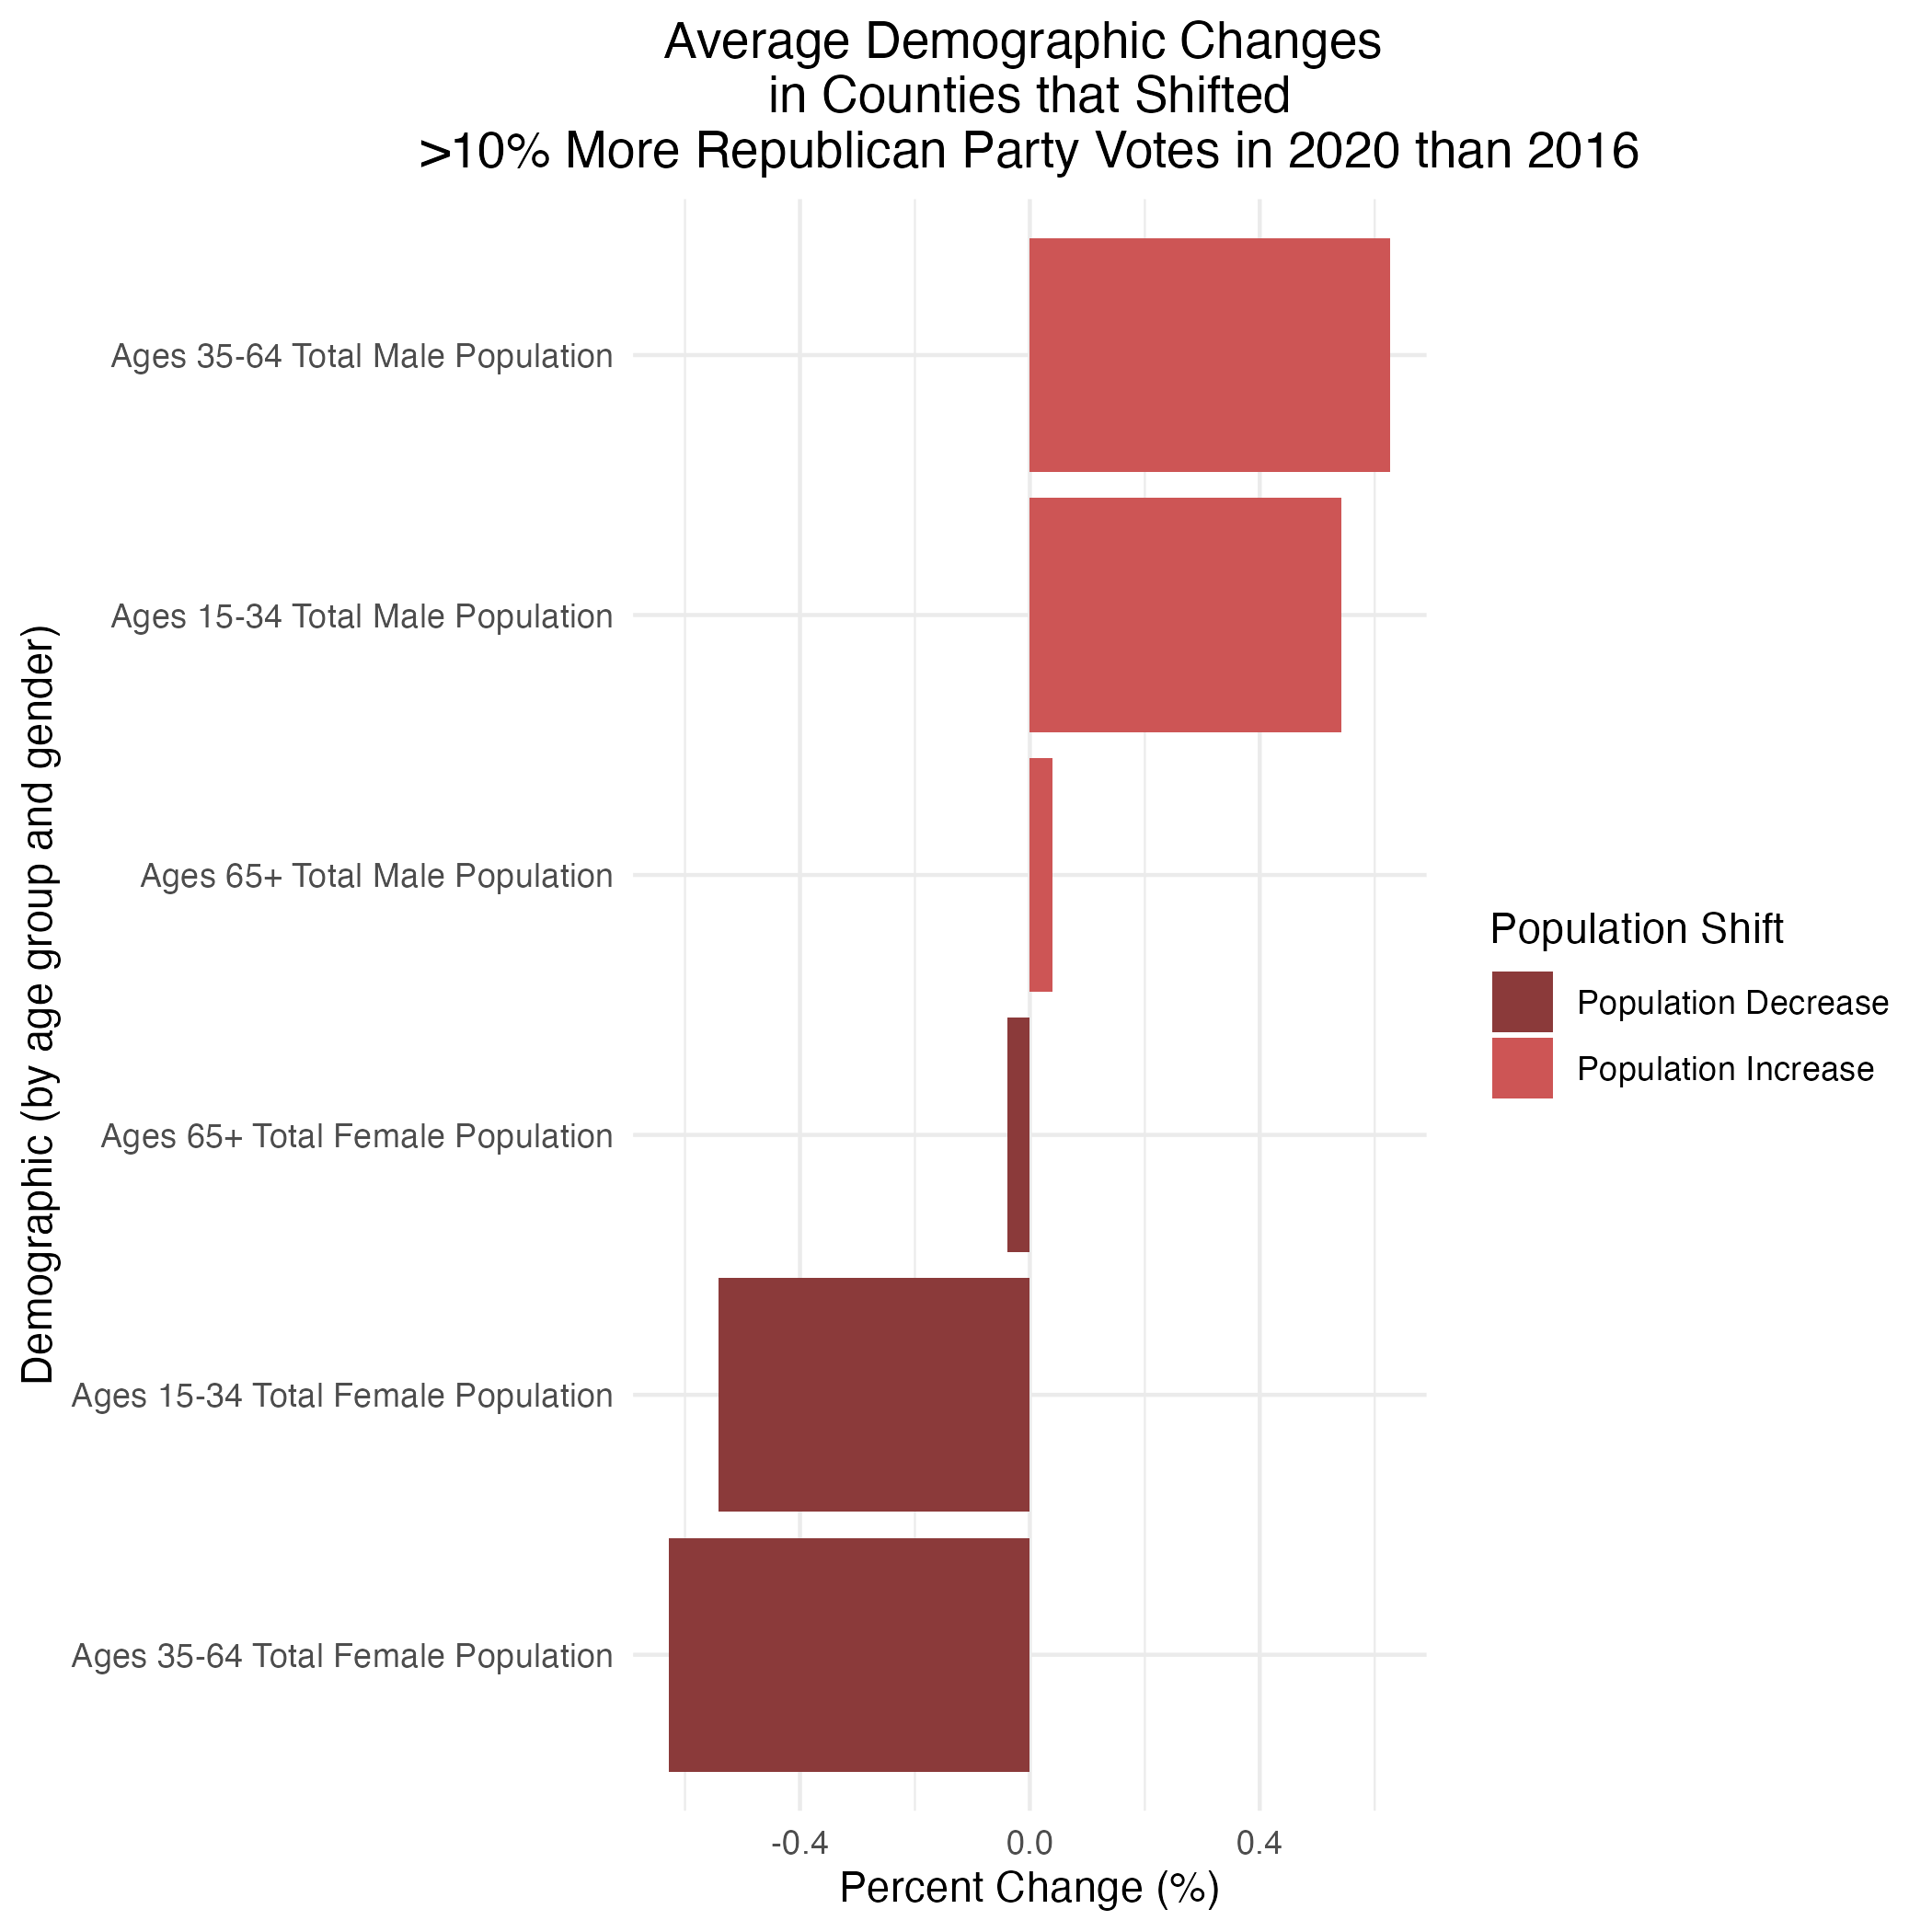 Average Demographic Changes
in Counties that Shifted
>10% More Republican Party Votes in 2020 than 2016
Demographic (by age group and gender)
Ages 35-64 Total Male Population
Ages 15-34 Total Male Population
Ages 65+ Total Male Population
Ages 65+ Total Female Population
Ages 15-34 Total Female Population
Ages 35-64 Total Female Population
-0.4
0.0
0.4
Percent Change (%)
Population Shift
Population Decrease
Population Increase